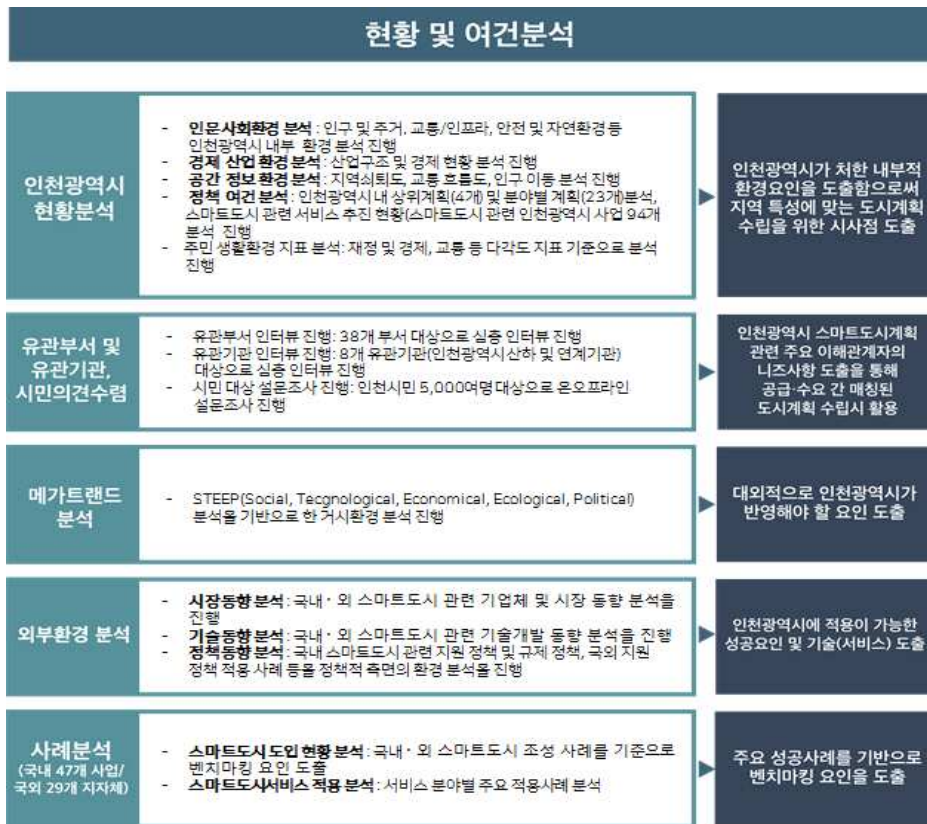 현황 및 여건분석
인천광역시
현황분석
- 인문사회환경 분석 : 인구 및 주거, 교통/인프라, 안전 및 자연환경 등
인천광역시 내부 환경 분석 진행
- 경제 산업 환경 분석 : 산업구조 및 경제 현황 분석 진행
- 공간 정보 환경 분석 : 지역쇠퇴도, 교통 흐름도, 인구 이동 분석 진행
- 정책 여건 분석 : 인천광역시 내 상위계획(4개) 및 분야별 계획(23개)분석,
스마트도시 관련 서비스 추진 현황(스마트도시 관련 인천광역시 사업 94개
분석 진행
- 주민 생활환경 지표 분석: 재정 및 경제, 교통 등 다각도 지표 기준으로 분석
진행
인천광역시가 처한 내부적
환경요인을 도출함으로써
지역 특성에 맞는 도시계획
수립을 위한 시사점 도출
유관부서 및
유관기관,
시민의견수렴
- 유관부서 인터뷰 진행: 38개 부서 대상으로 심층 인터뷰 진행
- 유관기관 인터뷰 진행: 8개 유관기관(인천광역시 산하 및 연계기관)
대상으로 심층 인터뷰 진행
- 시민 대상 설문조사 진행: 인천시민 5,000여명 대상으로 온오프라인
설문조사 진행
인천광역시 스마트도시계획
관련 주요 이해관계자의
니즈사항 도출을 통해
공급·수요 간 매칭된
도시계획 수립시 활용
메가트랜드
분석
- STEEP(Social, Tecgnological, Economical, Ecological, Political)
분석올 기반으로 한 거시환경 분석 진행
대외적으로 인천광역시가
반영해야 할 요인 도출
외부환경 분석
- 시장동향 분석 : 국내·외 스마트도시 관련 기업체 및 시장 동향 분석을
진행
- 기술동향 분석 : 국내·외 스마트도시 관련 기술개발 동향 분석을 진행
- 정책동향 분석 : 국내 스마트도시 관련 지원 정책 및 규제 정책, 국외 지원
정책 적용 사례 등올 정책적 측면의 환경 분석올 진행
인천광역시에 적용이 가능한
성공요인 및 기술(서비스) 도출
사례분석
(국내 47개 사업/
국외 29개 지자체)
- 스마트도시 도입 현황 분석 : 국내·외 스마트도시 조성 사례를 기준으로
벤치마킹 요인 도출
- 스마트도시서비스 적용 분석 : 서비스 분야별 주요 적용사례 분석
주요 성공사례를 기반으로
벤치마킹 요인을 도출